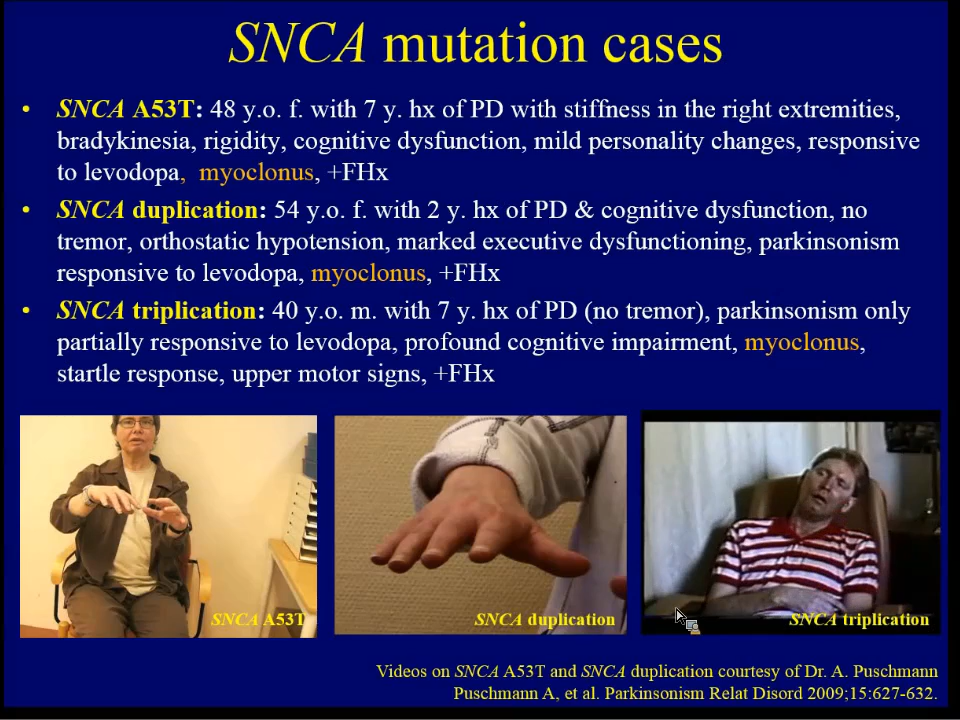 SNCA mutation cases
• SNCA A53T: 48 y.o. f. with 7 y. hx of PD with stiffness in the right extremities,
bradykinesia, rigidity, cognitive dysfunction, mild personality changes, responsive
to levodopa, myoclonus, +FHx
• SNCA duplication: 54 y.o. f. with 2 y. hx of PD & cognitive dysfunction, no
tremor, orthostatic hypotension, marked executive dysfunctioning, parkinsonism
responsive to levodopa, myoclonus, +FHx
• SNCA triplication: 40 y.o. m. with 7 y. hx of PD (no tremor), parkinsonism only
partially responsive to levodopa, profound cognitive impairment, myoclonus,
startle response, upper motor signs, +FHx
SNCA A53T
SNCA duplication
SNCA triplication
Videos on SNCA A53T and SNCA duplication courtesy of Dr. A. Puschmann
Puschmann A, et al. Parkinsonism Relat Disord 2009;15:627-632.